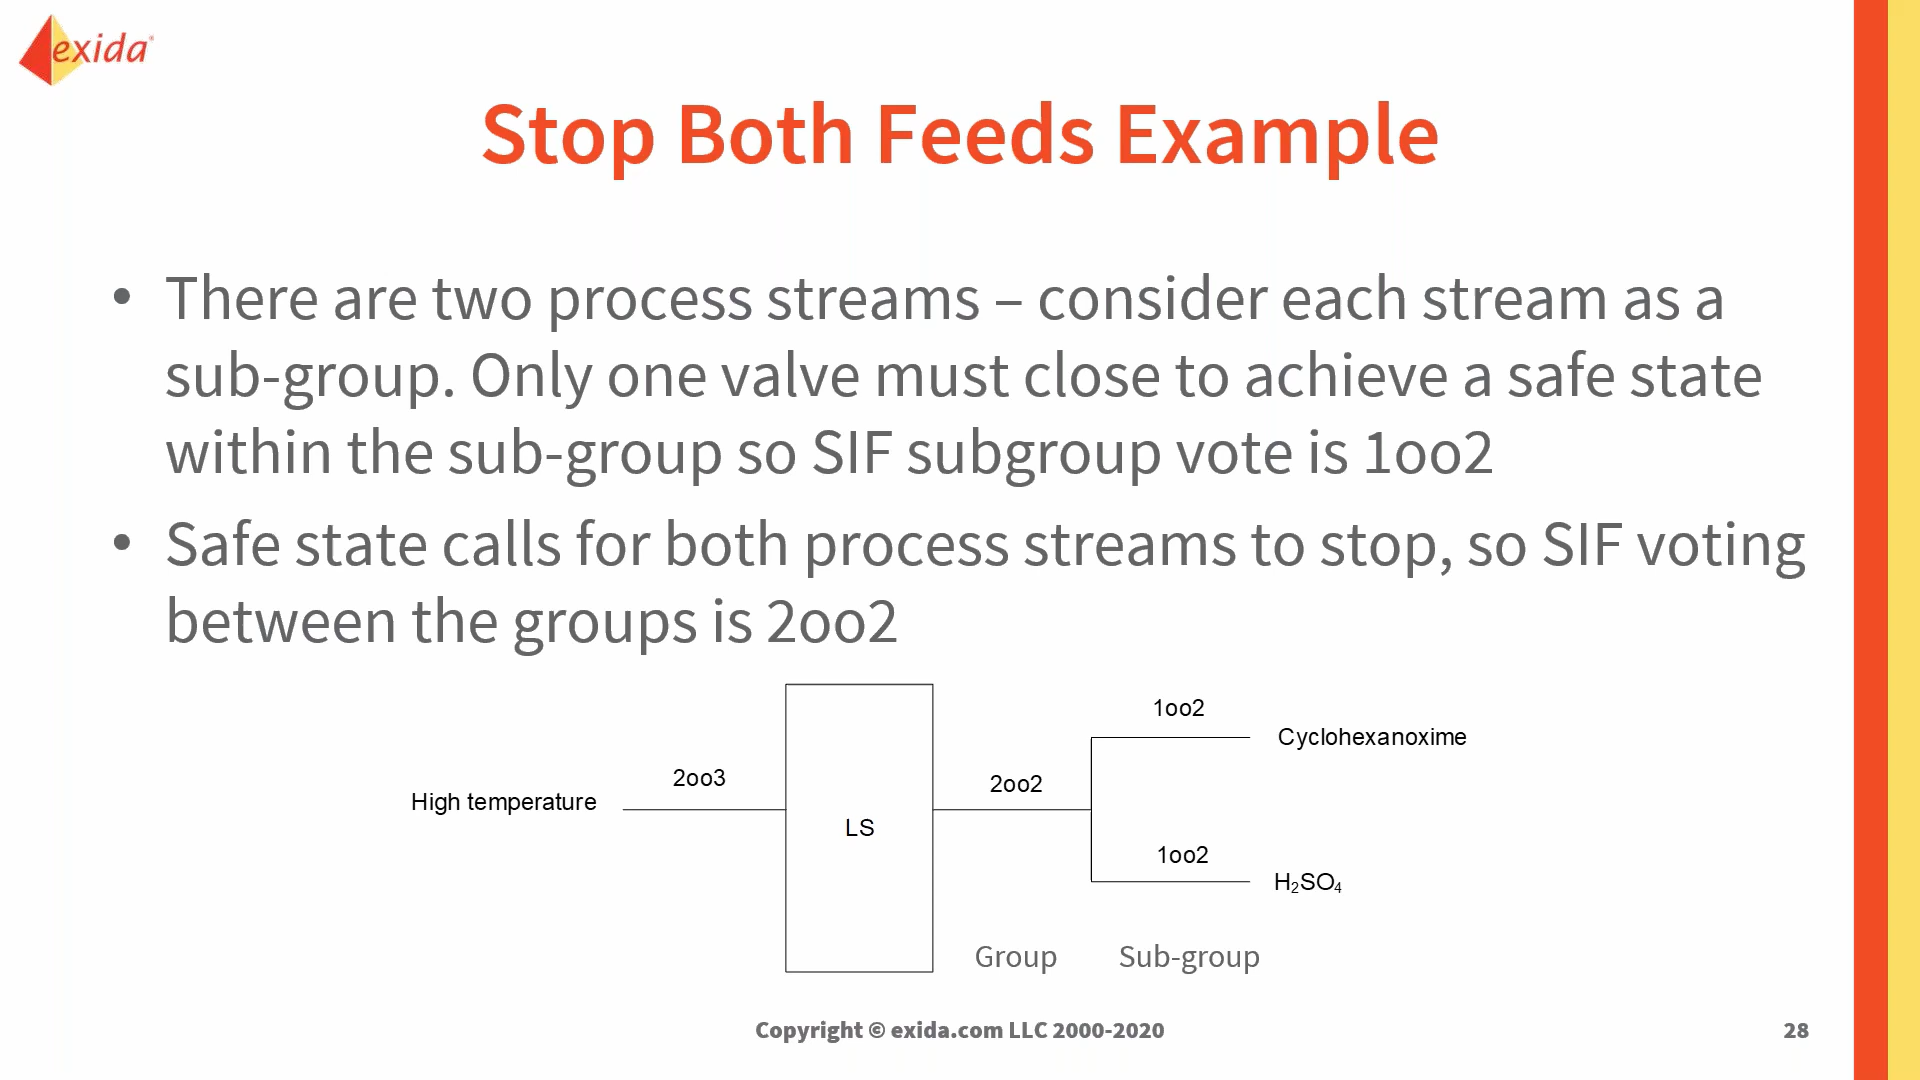 exida
Stop Both Feeds Example
• There are two process streams – consider each stream as a
sub-group. Only one valve must close to achieve a safe state
within the sub-group so SIF subgroup vote is 1oo2
• Safe state calls for both process streams to stop, so SIF voting
between the groups is 2oo2
1oo2
Cyclohexanoxime
2oo3
2oo2
High temperature
LS
1oo2
H₂SO₄
Group
Sub-group
Copyright © exida.com LLC 2000-2020
28